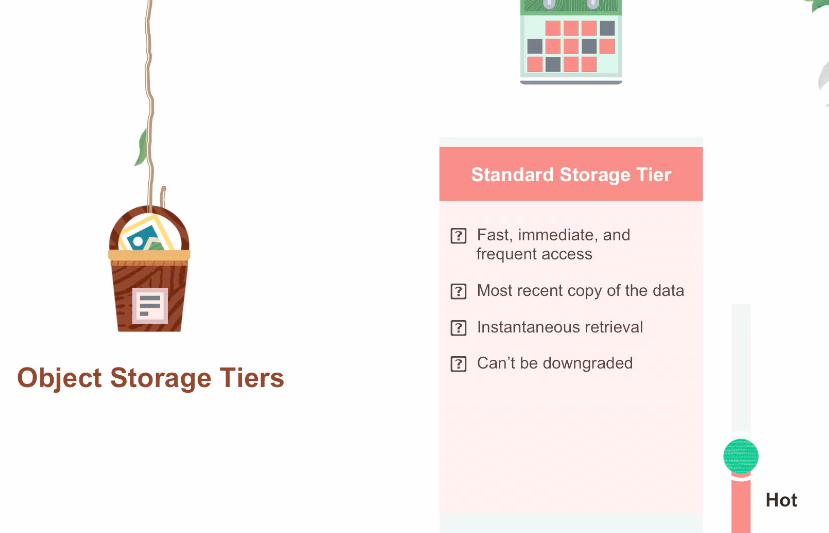 Standard Storage Tier
Fast, immediate, and
frequent access
Most recent copy of the data
Instantaneous retrieval
Can't be downgraded
Object Storage Tiers
Hot